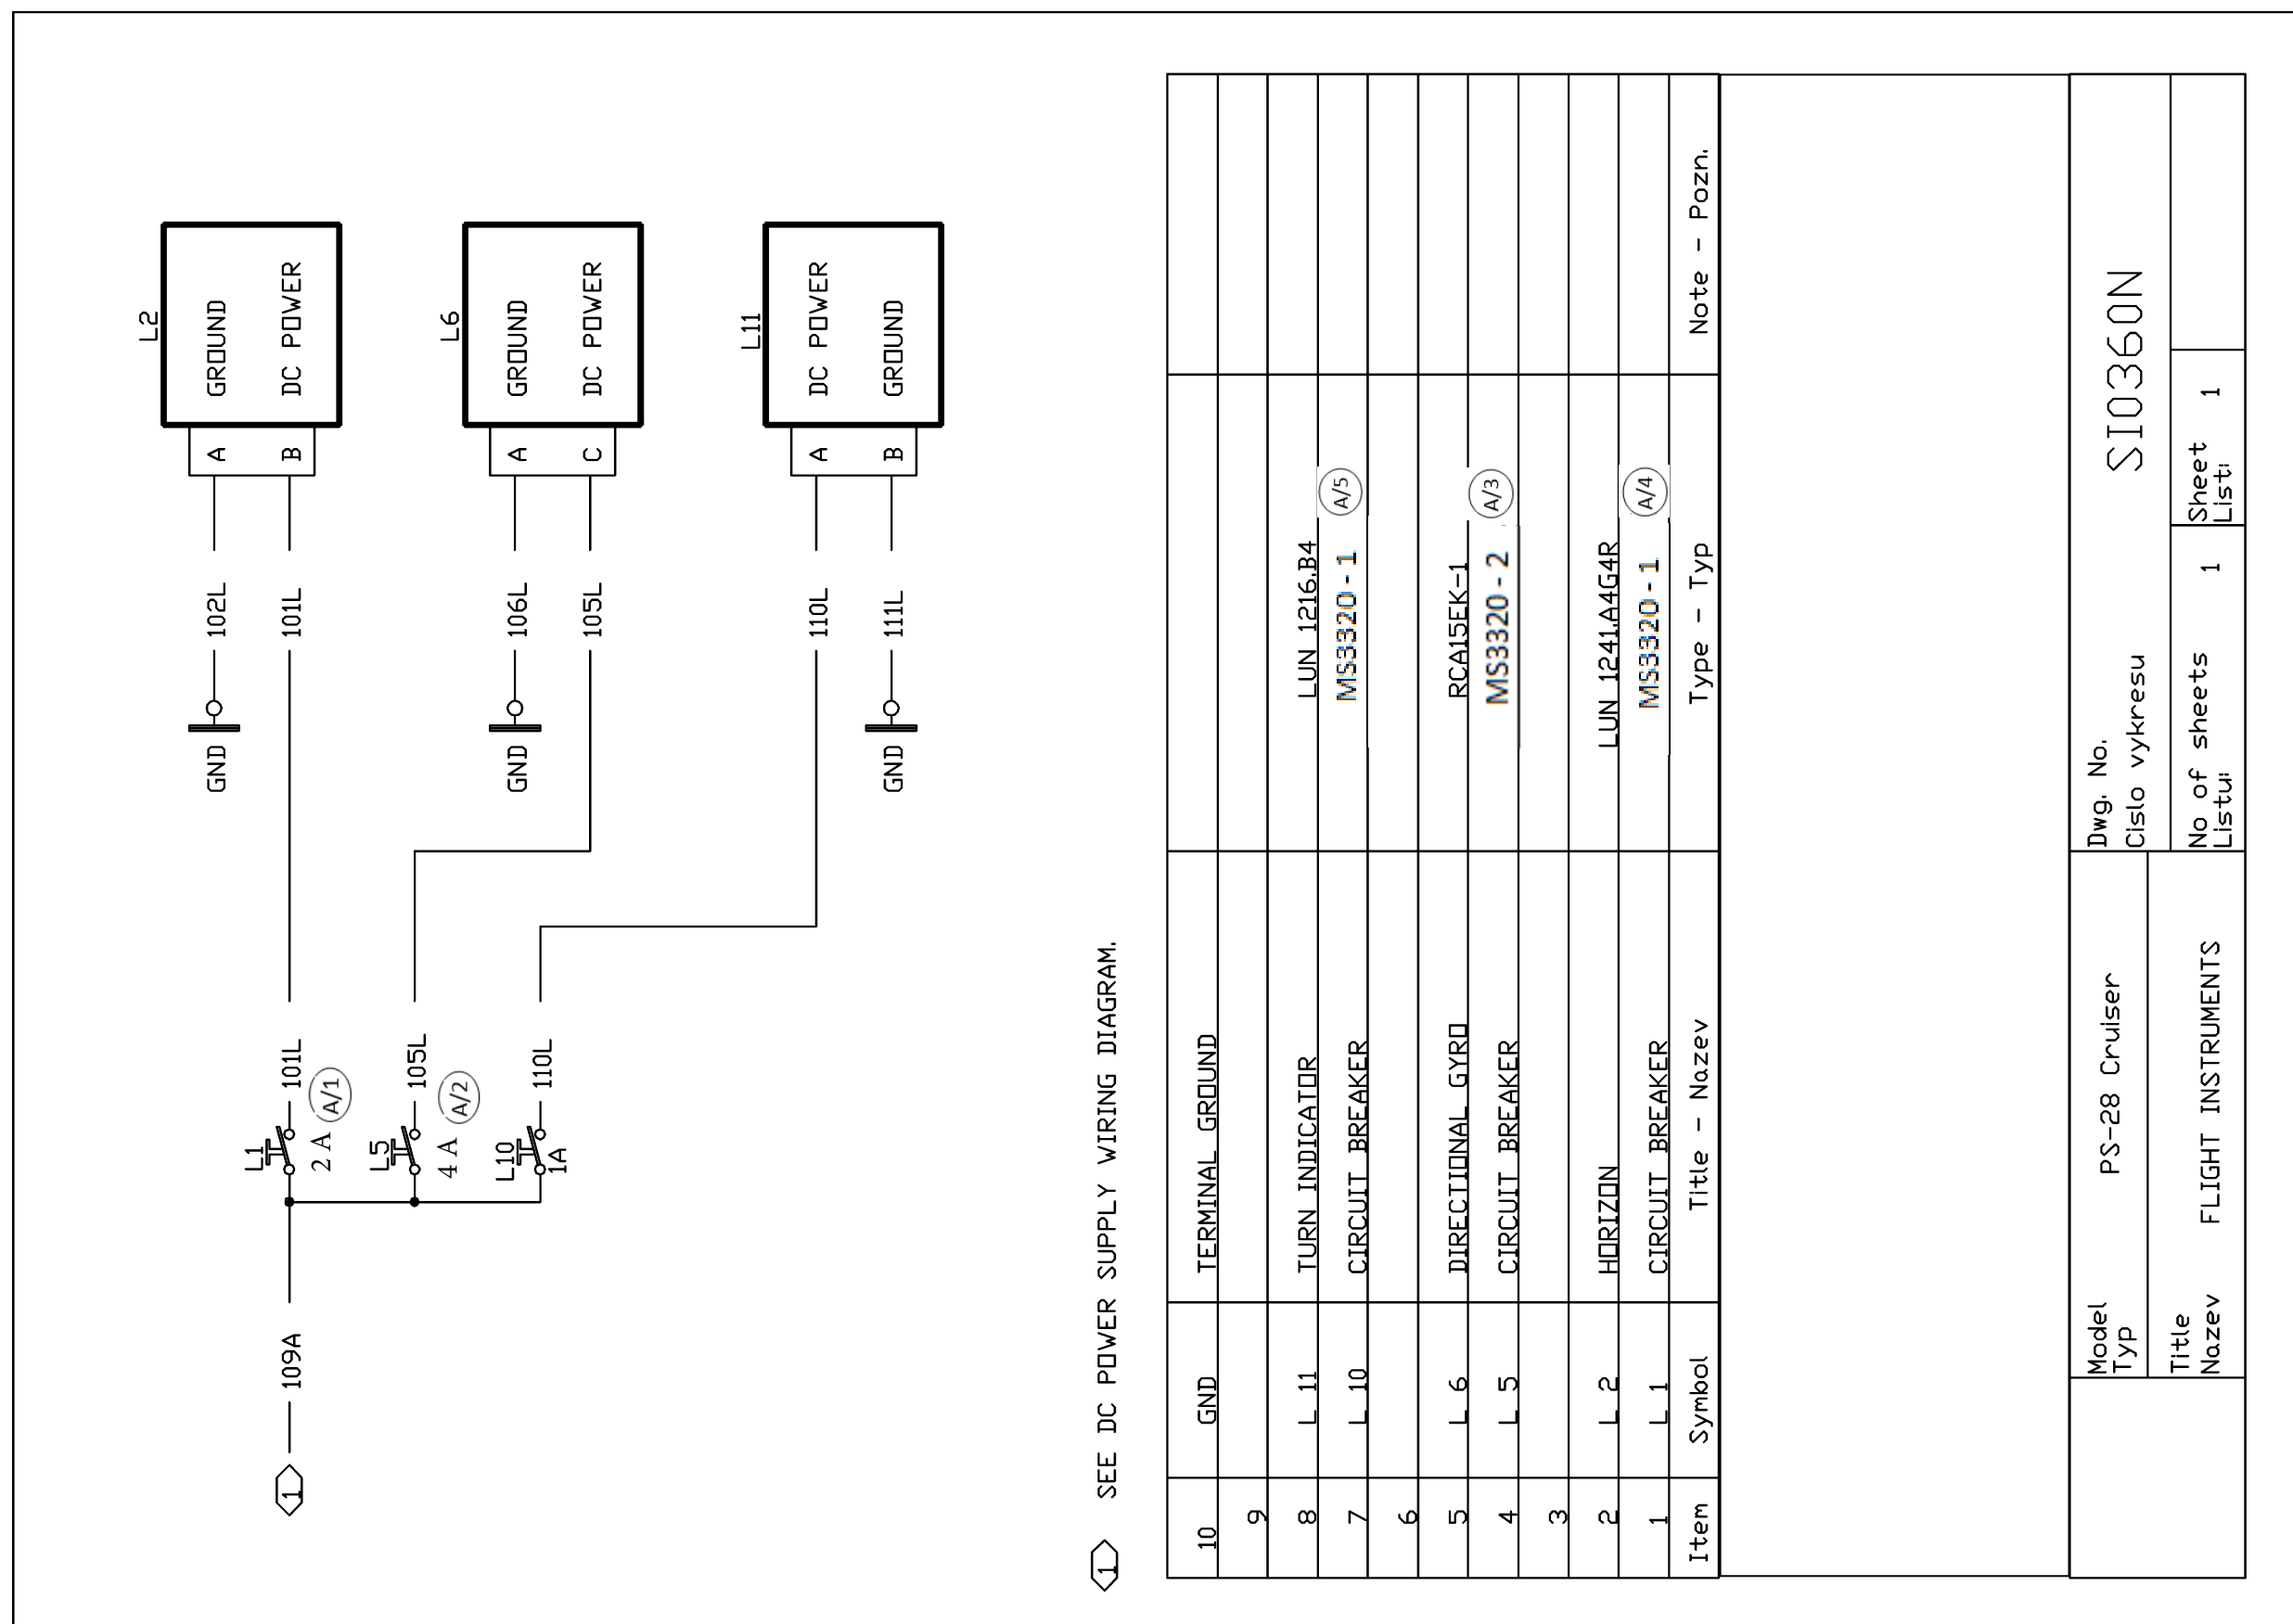 L2
GROUND
DC POWER
A
B
102L
101L
GND
L6
GROUND
DC POWER
A
C
106L
105L
GND
L11
DC POWER
GROUND
A
B
110L
111L
GND
1
109A
L1
2 A
101L
A/1
L5
4 A
105L
A/2
L10
1A
110L
1 SEE DC POWER SUPPLY WIRING DIAGRAM.
10 GND TERMINAL GROUND
9
8 L 11 TURN INDICATOR LUN 1216.B4
7 L 10 CIRCUIT BREAKER MS3320 - 1 A/5
6
5 L 6 DIRECTIONAL GYRO RCA15EK-1
4 L 5 CIRCUIT BREAKER MS3320 - 2 A/3
3
2 L 2 HORIZON LUN 1241.A4G4R
1 L 1 CIRCUIT BREAKER MS3320 - 1 A/4
Item Symbol Title - Nazev Type - Typ Note - Pozn.
Model
Typ
PS-28 Cruiser
Dwg. No.
Cislo vykresu
SI0360N
Title
Nazev
FLIGHT INSTRUMENTS
No of sheets
Listu:
1
Sheet
List:
1